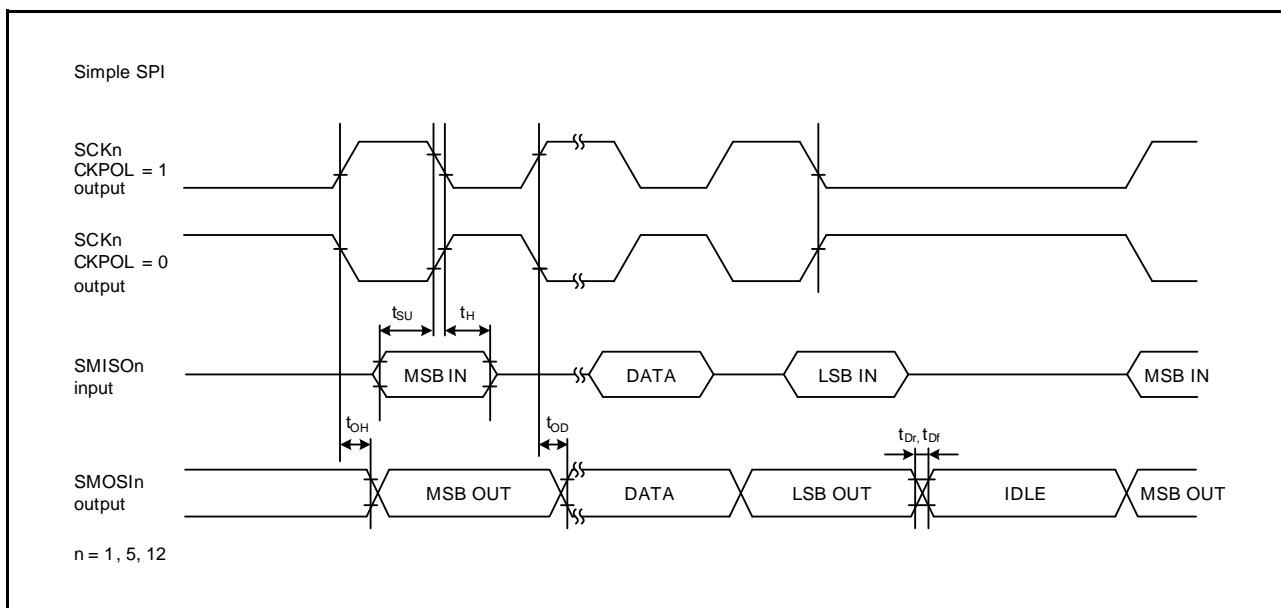 Simple SPI
SCKn
CKPOL = 1
output
SCKn
CKPOL = 0
output
tSU
tH
SMISOn
input
MSB IN
DATA
LSB IN
MSB IN
tOH
tOD
tDr, tDf
SMOSIn
output
MSB OUT
DATA
LSB OUT
IDLE
MSB OUT
n = 1, 5, 12